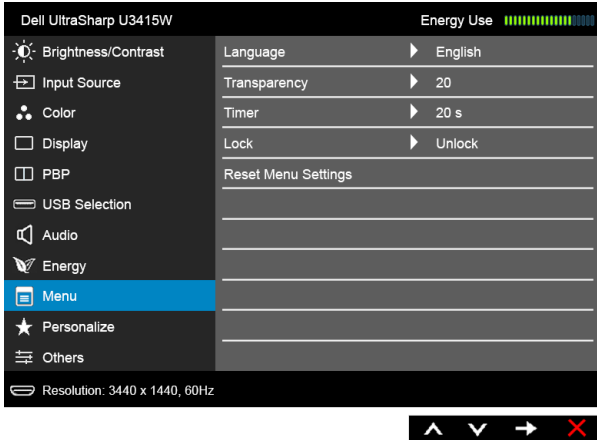 Dell UltraSharp U3415W Energy Use
Brightness/Contrast
Input Source
Color
Display
PBP
USB Selection
Audio
Energy
Menu
Personalize
Others
Language English
Transparency 20
Timer 20 s
Lock Unlock
Reset Menu Settings
Resolution: 3440 x 1440, 60Hz